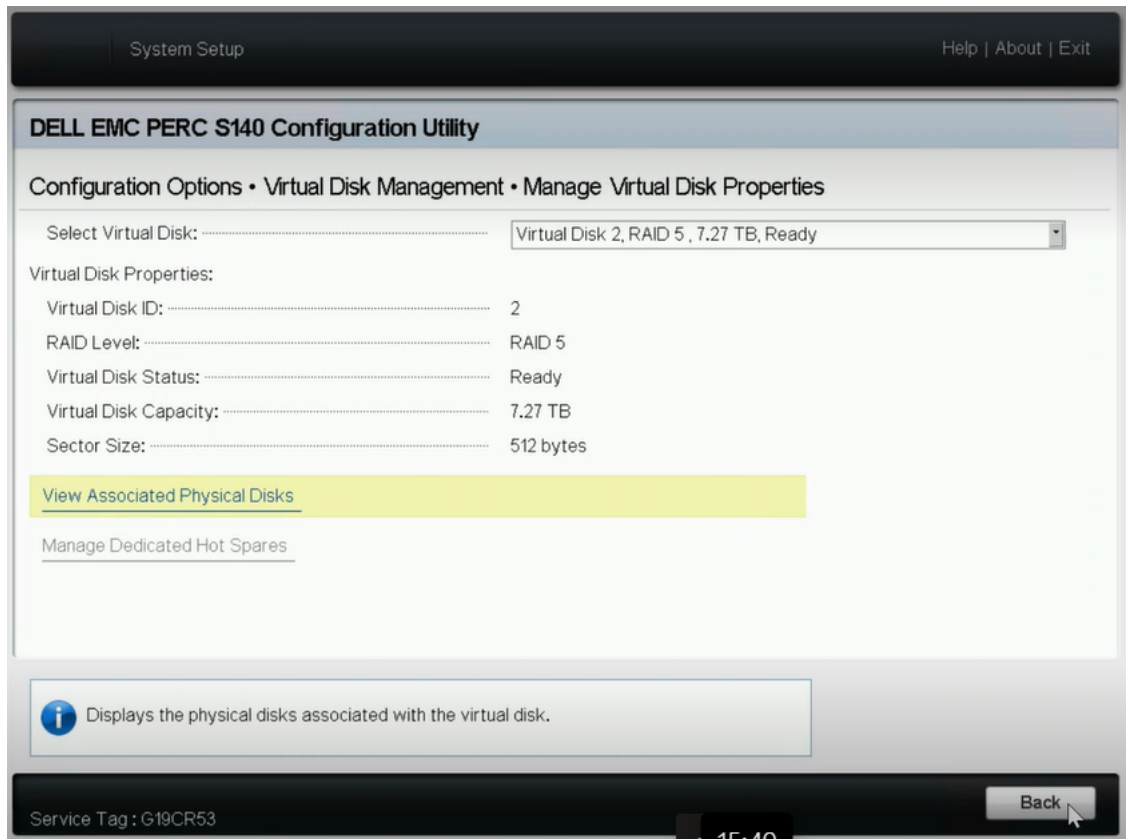 System Setup
Help | About | Exit
DELL EMC PERC S140 Configuration Utility
Configuration Options • Virtual Disk Management • Manage Virtual Disk Properties
Select Virtual Disk: Virtual Disk 2, RAID 5 , 7.27 TB, Ready
Virtual Disk Properties:
Virtual Disk ID: 2
RAID Level: RAID 5
Virtual Disk Status: Ready
Virtual Disk Capacity: 7.27 TB
Sector Size: 512 bytes
View Associated Physical Disks
Manage Dedicated Hot Spares
Displays the physical disks associated with the virtual disk.
Back
Service Tag : G19CR53
15:40